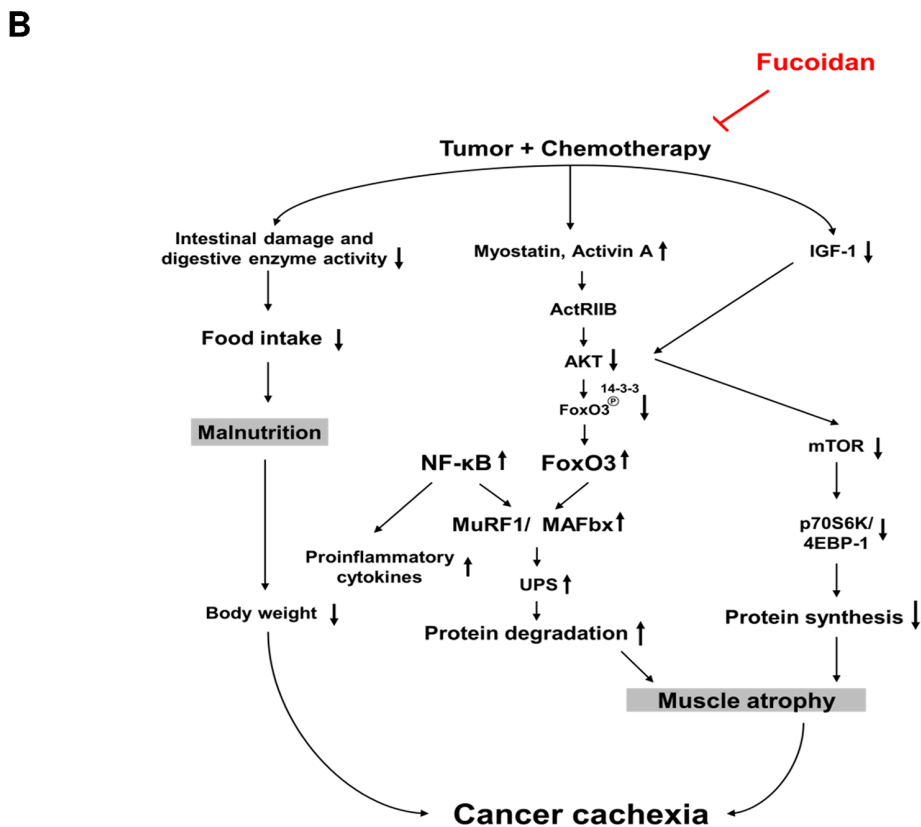 B
Fucoidan
Tumor + Chemotherapy
Intestinal damage and
digestive enzyme activity ↓
Myostatin, Activin A ↑
IGF-1 ↓
ActRIIB
Food intake ↓
AKT ↓
14-3-3
FoxO3 Ⓟ ↓
Malnutrition
mTOR ↓
NF-κB ↑
FoxO3 ↑
MuRF1/ MAFbx ↑
p70S6K/
4EBP-1 ↓
Proinflammatory
cytokines ↑
UPS ↑
Body weight ↓
Protein synthesis ↓
Protein degradation ↑
Muscle atrophy
Cancer cachexia